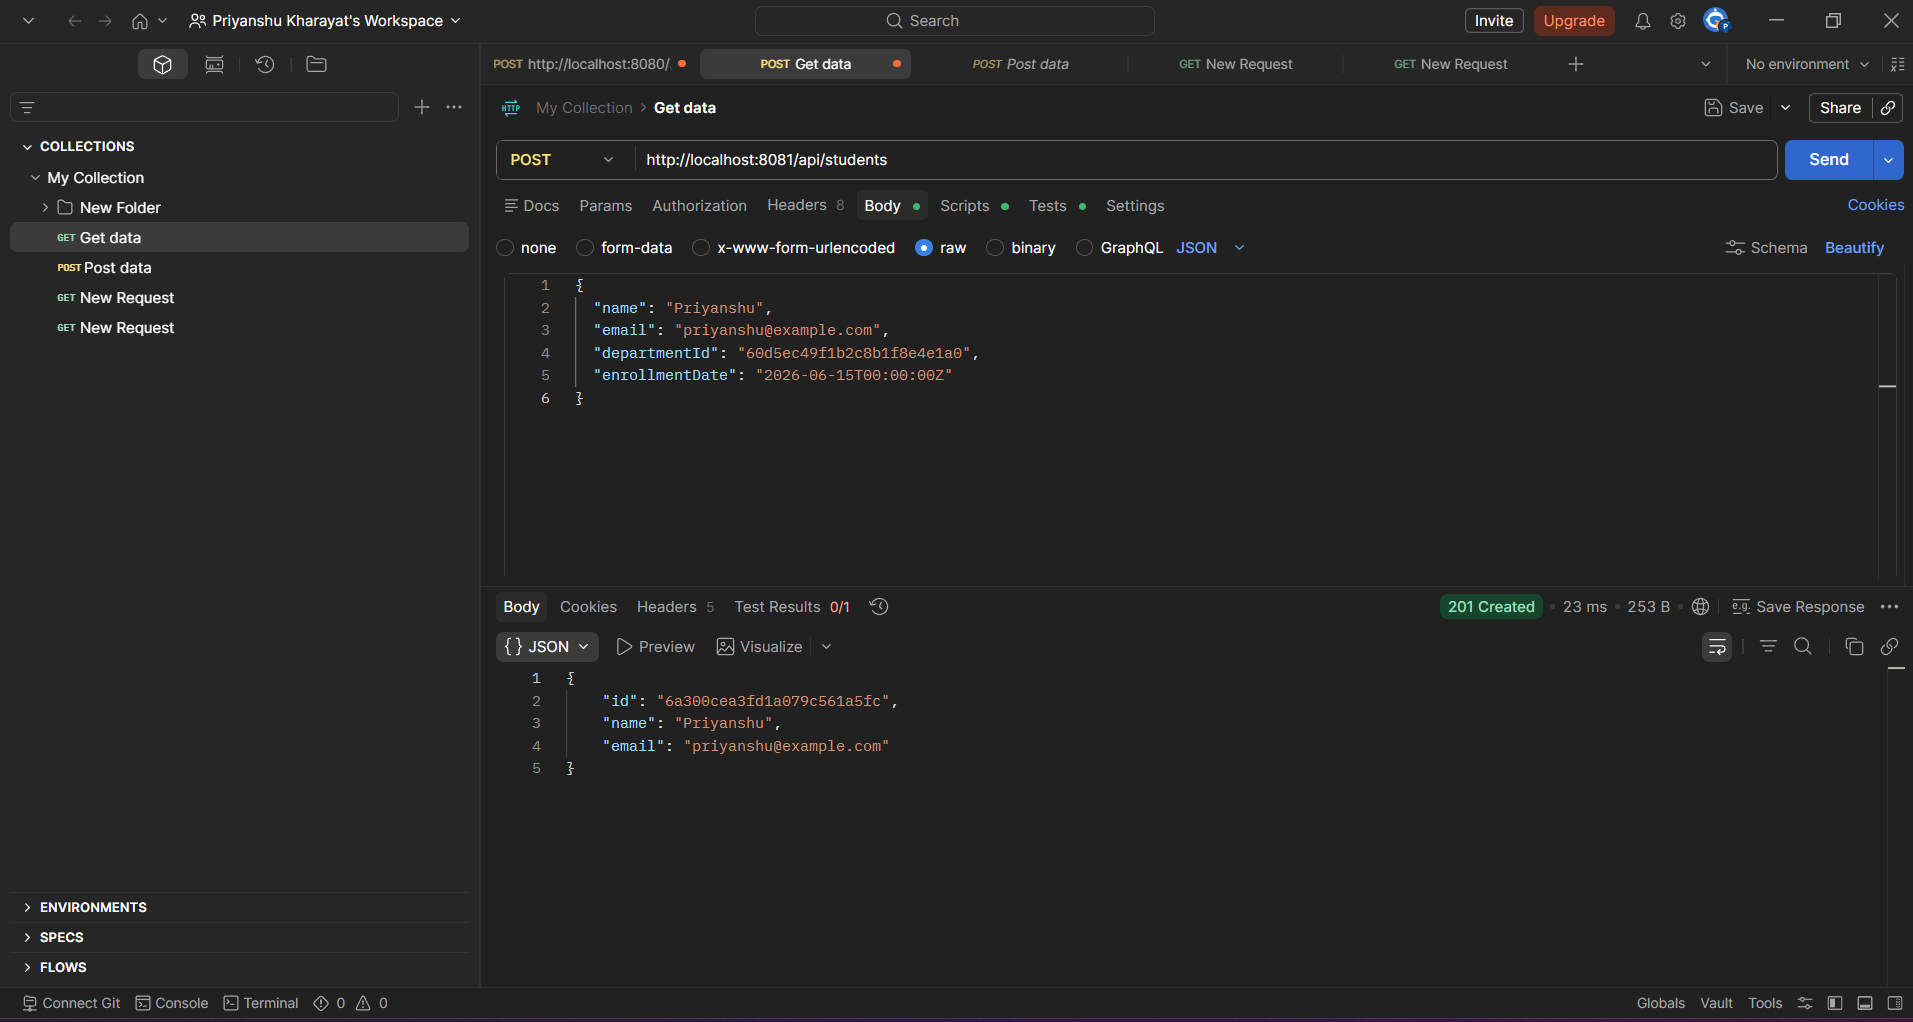 Priyanshu Kharayat's Workspace
Search
Invite
Upgrade
POST http://localhost:8080/
POST Get data
POST Post data
GET New Request
GET New Request
No environment
HTTP My Collection > Get data
Save
Share
COLLECTIONS
My Collection
New Folder
GET Get data
POST Post data
GET New Request
GET New Request
ENVIRONMENTS
SPECS
FLOWS
POST
http://localhost:8081/api/students
Send
Docs Params Authorization Headers 8 Body Scripts Tests Settings
Cookies
none form-data x-www-form-urlencoded raw binary GraphQL JSON
Schema Beautify
1 {
2 "name": "Priyanshu",
3 "email": "priyanshu@example.com",
4 "departmentId": "60d5ec49f1b2c8b1f8e4e1a0",
5 "enrollmentDate": "2026-06-15T00:00:00Z"
6 }
Body Cookies Headers 5 Test Results 0/1
201 Created • 23 ms • 253 B
e.g. Save Response
{} JSON Preview Visualize
1 {
2 "id": "6a300cea3fd1a079c561a5fc",
3 "name": "Priyanshu",
4 "email": "priyanshu@example.com"
5 }
Connect Git Console Terminal 0 0
Globals Vault Tools